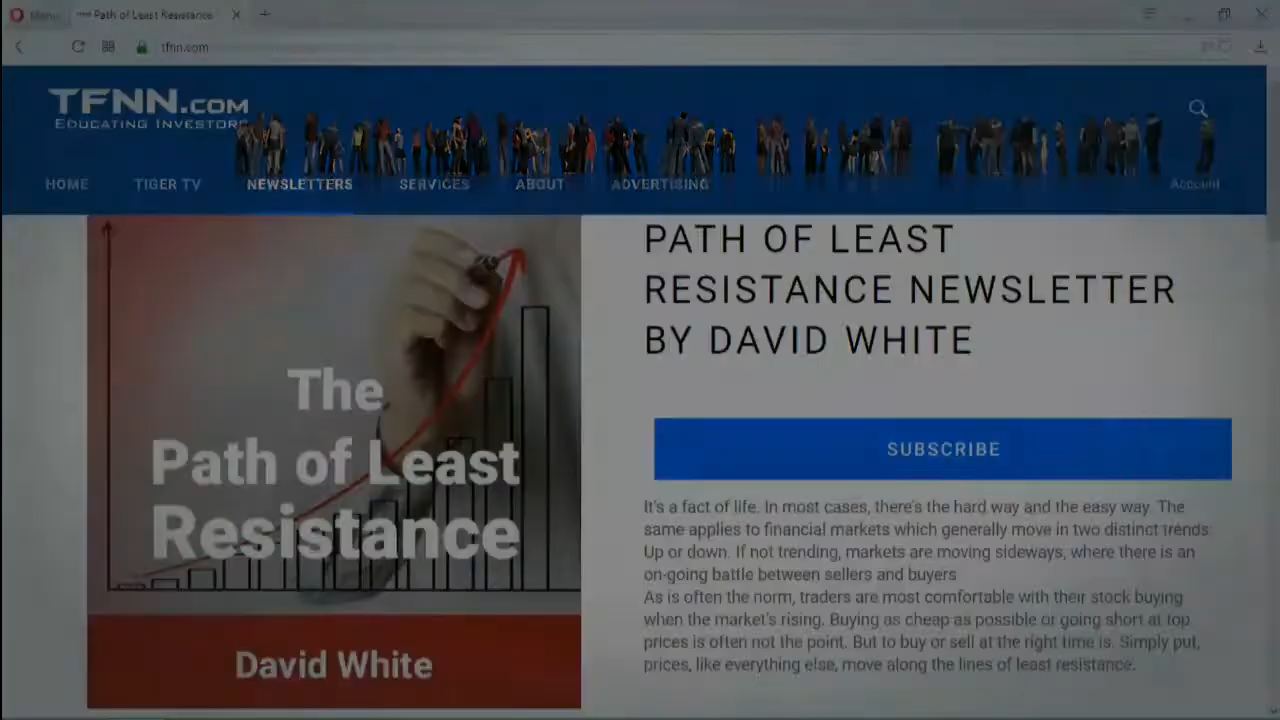 Menu
Path of Least Resistance
tfnn.com
TFNN.COM
EDUCATING INVESTORS
HOME TIGER TV NEWSLETTERS SERVICES ABOUT ADVERTISING Account
The
Path of Least
Resistance
David White
PATH OF LEAST
RESISTANCE NEWSLETTER
BY DAVID WHITE
SUBSCRIBE
It's a fact of life. In most cases, there's the hard way and the easy way. The
same applies to financial markets which generally move in two distinct trends:
Up or down. If not trending, markets are moving sideways, where there is an
on-going battle between sellers and buyers
As is often the norm, traders are most comfortable with their stock buying
when the market's rising. Buying as cheap as possible or going short at top
prices is often not the point. But to buy or sell at the right time is. Simply put,
prices, like everything else, move along the lines of least resistance.